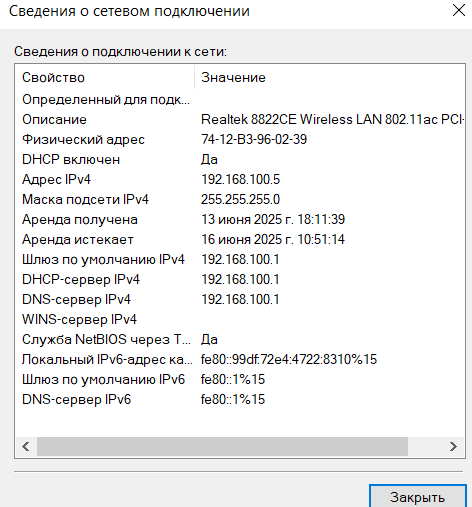 Сведения о сетевом подключении
Сведения о подключении к сети:
Свойство Значение
Определенный для подк...
Описание Realtek 8822CE Wireless LAN 802.11ac PCI-
Физический адрес 74-12-B3-96-02-39
DHCP включен Да
Адрес IPv4 192.168.100.5
Маска подсети IPv4 255.255.255.0
Аренда получена 13 июня 2025 г. 18:11:39
Аренда истекает 16 июня 2025 г. 10:51:14
Шлюз по умолчанию IPv4 192.168.100.1
DHCP-сервер IPv4 192.168.100.1
DNS-сервер IPv4 192.168.100.1
WINS-сервер IPv4
Служба NetBIOS через T... Да
Локальный IPv6-адрес ка... fe80::99df:72e4:4722:8310%15
Шлюз по умолчанию IPv6 fe80::1%15
DNS-сервер IPv6 fe80::1%15
Закрыть